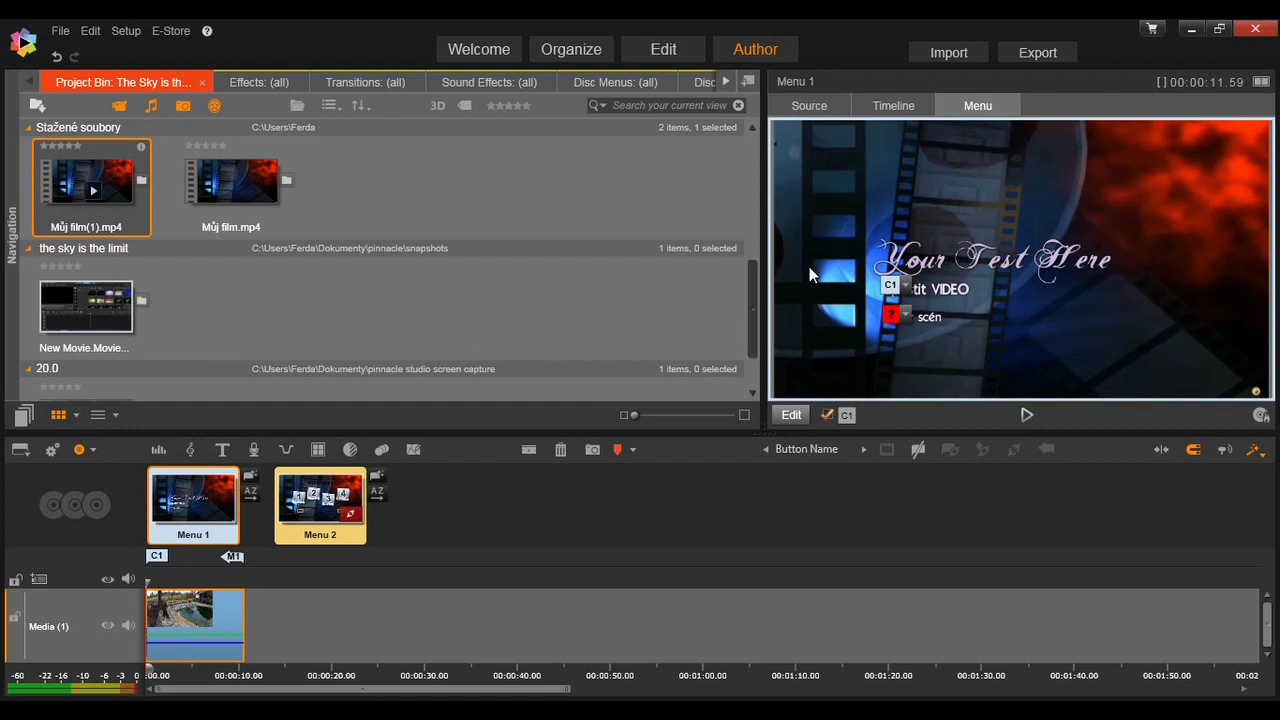 File Edit Setup E-Store ?
Welcome Organize Edit Author
Import Export
Project Bin: The Sky is th... × Effects: (all) Transitions: (all) Sound Effects: (all) Disc Menus: (all) Disc
Menu 1
[ ] 00:00:11.59
3D
Search your current view
Source Timeline Menu
Stažené soubory C:\Users\Ferda 2 items, 1 selected
Můj film(1).mp4 Můj film.mp4
Navigation
the sky is the limit C:\Users\Ferda\Dokumenty\pinnacle\snapshots 1 items, 0 selected
New Movie.Movie...
20.0 C:\Users\Ferda\Dokumenty\pinnacle studio screen capture 1 items, 0 selected
Your Test Here
C1 tit VIDEO
? scén
Edit C1
Button Name
1 2 3 4
AZ AZ
Menu 1 Menu 2
C1 M1
Media (1)
-60 -22 -16 -10 -6 -3 0
:00.00 00:00:10.00 00:00:20.00 00:00:30.00 00:00:40.00 00:00:50.00 00:01:00.00 00:01:10.00 00:01:20.00 00:01:30.00 00:01:40.00 00:01:50.00 00:02